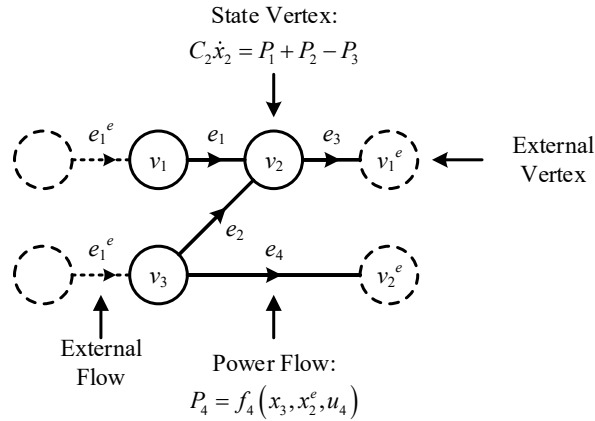 State Vertex:
C₂ẋ₂ = P₁ + P₂ − P₃
e₁ᵉ e₁ e₃
v₁ v₂ v₁ᵉ
External
Vertex
e₂
e₁ᵉ e₄
v₃ v₂ᵉ
External
Flow
Power Flow:
P₄ = f₄(x₃, x₂ᵉ, u₄)